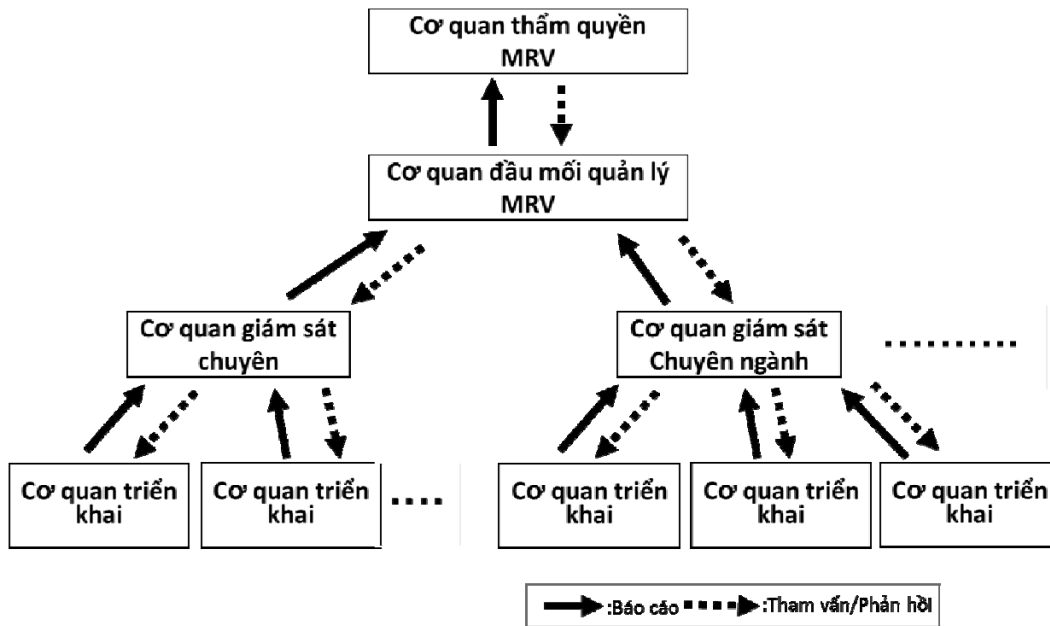 Cơ quan thẩm quyền
MRV
Cơ quan đầu mối quản lý
MRV
Cơ quan giám sát
chuyên
Cơ quan giám sát
Chuyên ngành
Cơ quan triển
khai
Cơ quan triển
khai
Cơ quan triển
khai
Cơ quan triển
khai
Cơ quan triển
khai
:Báo cáo :Tham vấn/Phản hồi